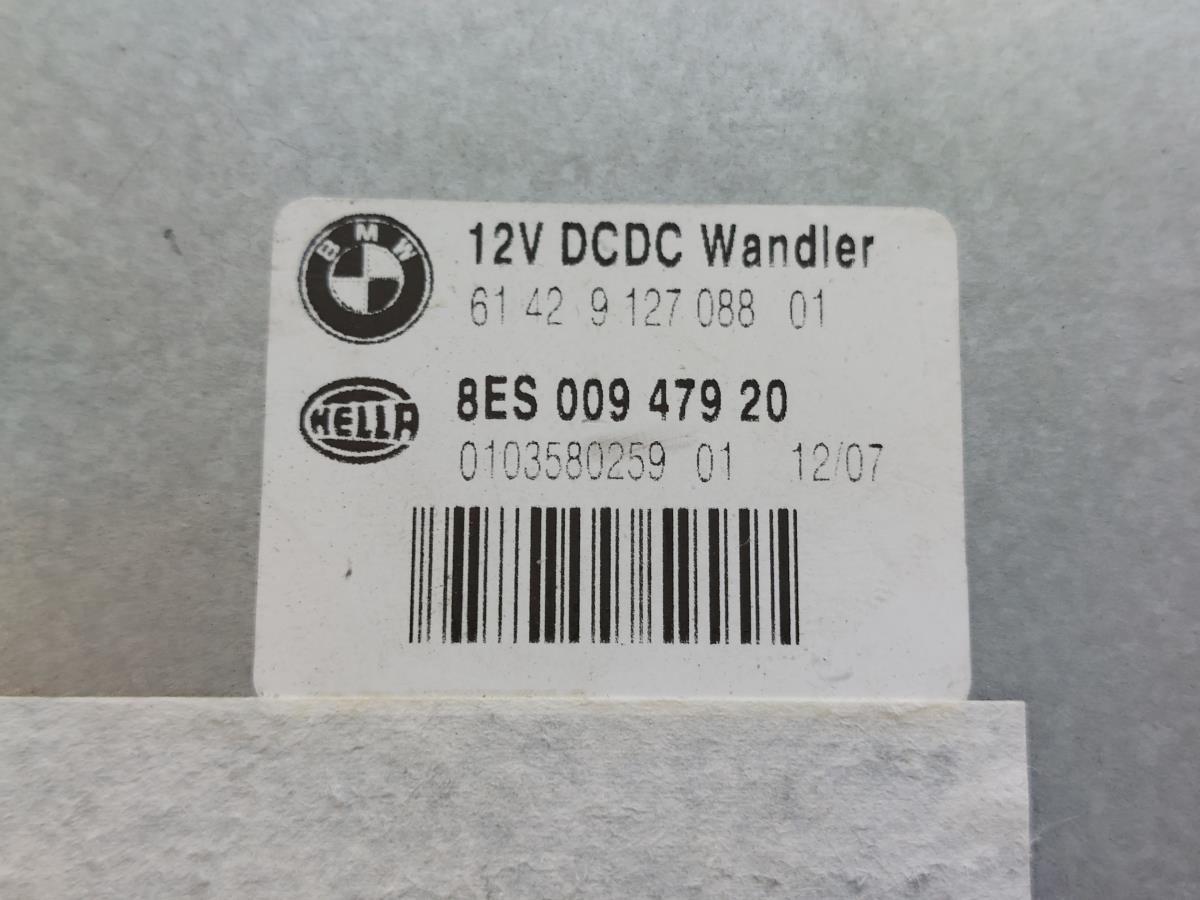 BMW
12V DCDC Wandler
61 42 9 127 088 01
HELLA
8ES 009 479 20
0103580259 01 12/07